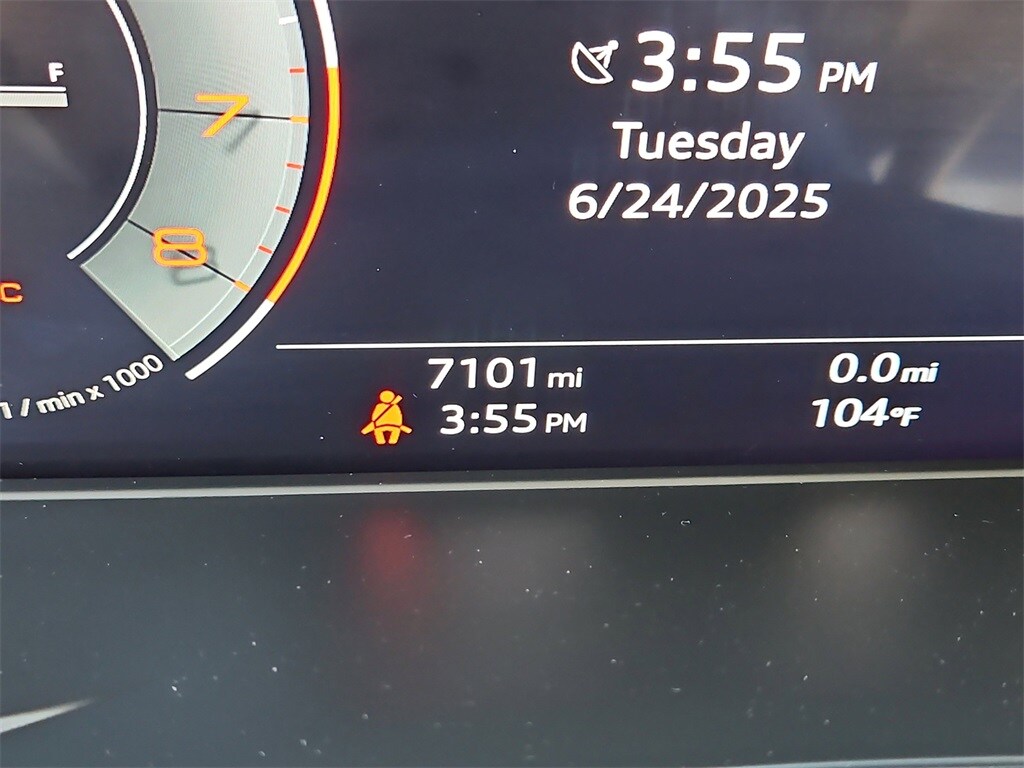 F
7
8
C
1 / min x 1000
3:55 PM
Tuesday
6/24/2025
7101 mi
0.0 mi
3:55 PM
104°F